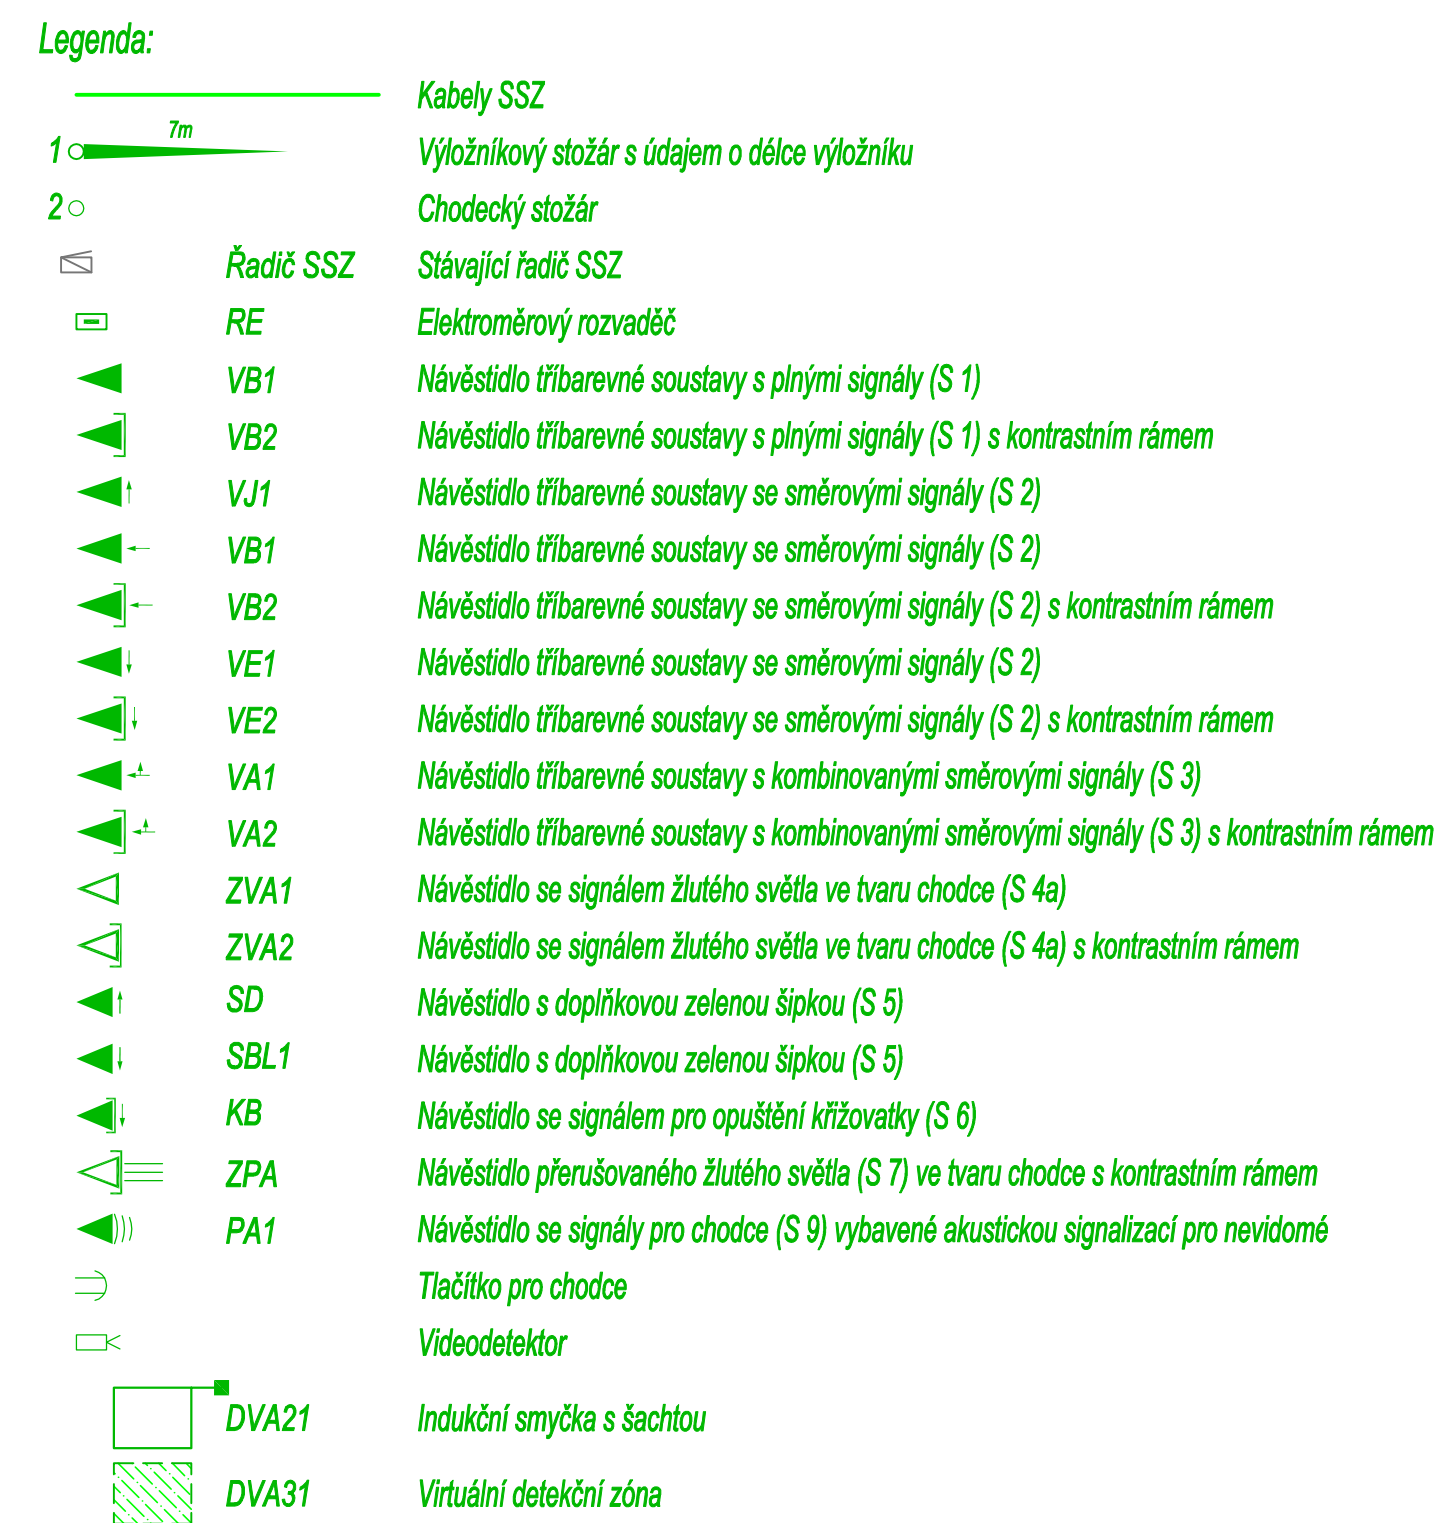 Legenda:
Kabely SSZ
7m
1 Výložníkový stožár s údajem o délce výložníku
2 Chodecký stožár
Řadič SSZ Stávající řadič SSZ
RE Elektroměrový rozvaděč
VB1 Návěstidlo tříbarevné soustavy s plnými signály (S 1)
VB2 Návěstidlo tříbarevné soustavy s plnými signály (S 1) s kontrastním rámem
VJ1 Návěstidlo tříbarevné soustavy se směrovými signály (S 2)
VB1 Návěstidlo tříbarevné soustavy se směrovými signály (S 2)
VB2 Návěstidlo tříbarevné soustavy se směrovými signály (S 2) s kontrastním rámem
VE1 Návěstidlo tříbarevné soustavy se směrovými signály (S 2)
VE2 Návěstidlo tříbarevné soustavy se směrovými signály (S 2) s kontrastním rámem
VA1 Návěstidlo tříbarevné soustavy s kombinovanými směrovými signály (S 3)
VA2 Návěstidlo tříbarevné soustavy s kombinovanými směrovými signály (S 3) s kontrastním rámem
ZVA1 Návěstidlo se signálem žlutého světla ve tvaru chodce (S 4a)
ZVA2 Návěstidlo se signálem žlutého světla ve tvaru chodce (S 4a) s kontrastním rámem
SD Návěstidlo s doplňkovou zelenou šipkou (S 5)
SBL1 Návěstidlo s doplňkovou zelenou šipkou (S 5)
KB Návěstidlo se signálem pro opuštění křižovatky (S 6)
ZPA Návěstidlo přerušovaného žlutého světla (S 7) ve tvaru chodce s kontrastním rámem
PA1 Návěstidlo se signály pro chodce (S 9) vybavené akustickou signalizací pro nevidomé
Tlačítko pro chodce
Videodetektor
DVA21 Indukční smyčka s šachtou
DVA31 Virtuální detekční zóna